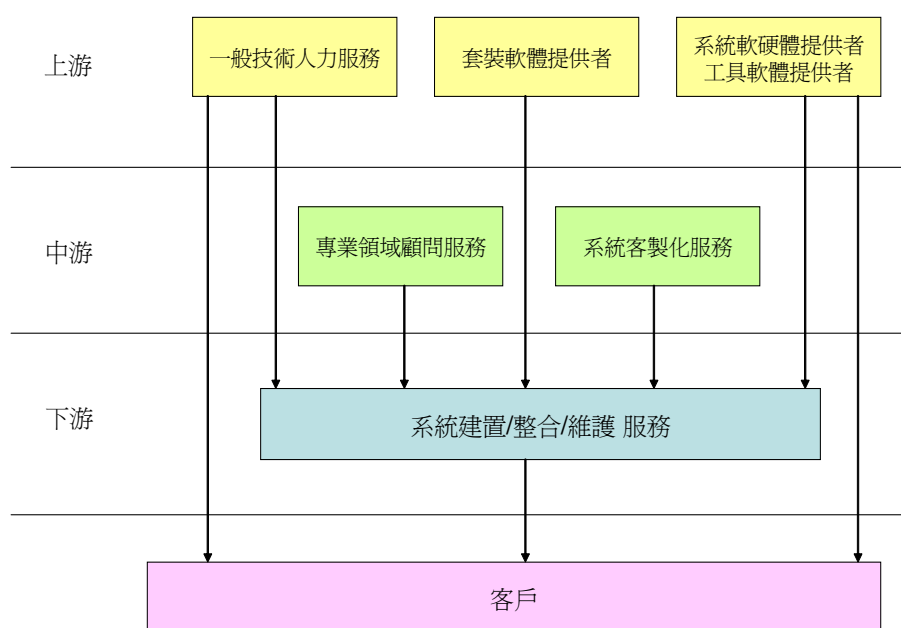 上游
一般技術人力服務
套裝軟體提供者
系統軟硬體提供者
工具軟體提供者
中游
專業領域顧問服務
系統客製化服務
下游
系統建置/整合/維護 服務
客戶